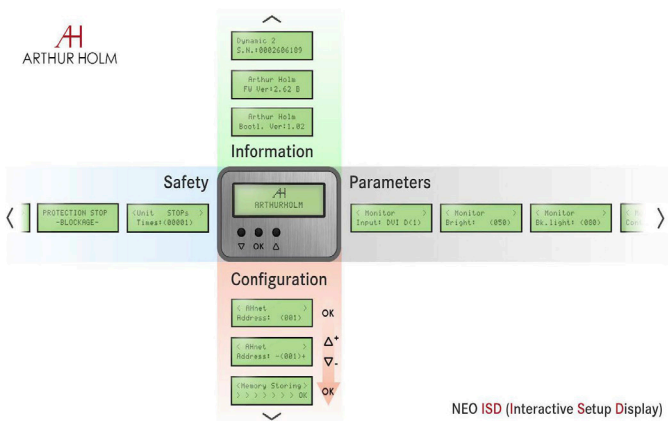 AH
ARTHUR HOLM
Dynamic 2
S.N.:0002606109
Arthur Holm
FW Ver:2.62 B
Arthur Holm
Bootl. Ver:1.02
Information
Safety
Parameters
PROTECTION STOP
-BLOCKAGE-
<Unit STOPs >
Times:(00001)
AH
ARTHURHOLM
▽ OK △
< Monitor >
Input: DVI D(1)
< Monitor >
Bright: (050)
< Monitor >
Bk.light: (080)
Configuration
< AHnet >
Address: (001)
OK
< AHnet >
Address: -(001)+
△+
▽-
<Memory Storing>
> > > > > > > OK
OK
NEO ISD (Interactive Setup Display)